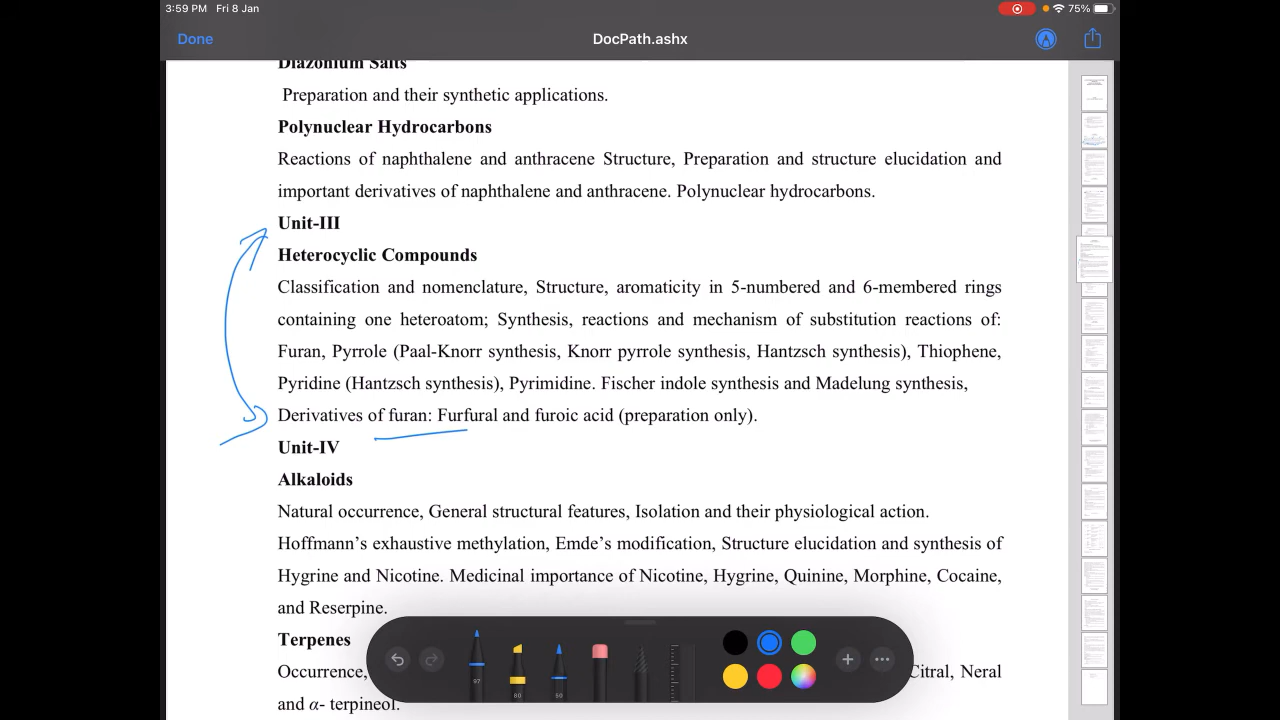 3:59 PM Fri 8 Jan 75%
Done DocPath.ashx
Diazonium Salts
Preparation and their synthetic applications.
Polynuclear Hydrocarbons
Reactions of naphthalene and anthracene Structure, Preparation and structure elucidation and
important derivatives of naphthalene and anthracene, Polynuclear hydrocarbons.
Unit III
Heterocyclic Compounds
Classification and nomenclature, Structure, aromaticity in 5-numbered and 6-membered rings
containing one heteroatom; Synthesis, reactions and mechanism of substitution reactions of:
Furan, Pyrrole (Paal-Knorr synthesis, Knorr pyrrole synthesis, Hantzsch synthesis), Thiophene,
Pyridine (Hantzsch synthesis), Pyrimidine. Fischer indole synthesis and Madelung synthesis,
Derivatives of furan: Furfural and furoic acid (preparation only).
Unit IV
Alkaloids
Natural occurrence, General structural features, Isolation and their physiological action
Hoffmann's exhaustive methylation, Emde's modification, Structure elucidation and synthesis of
Hygrine and Nicotine. Medicinal importance of Nicotine, Hygrine, Quinine, Morphine, Cocaine,
and Reserpine.
Terpenes
Occurrence, Citral, Neral
and α- terpineol.
80 50